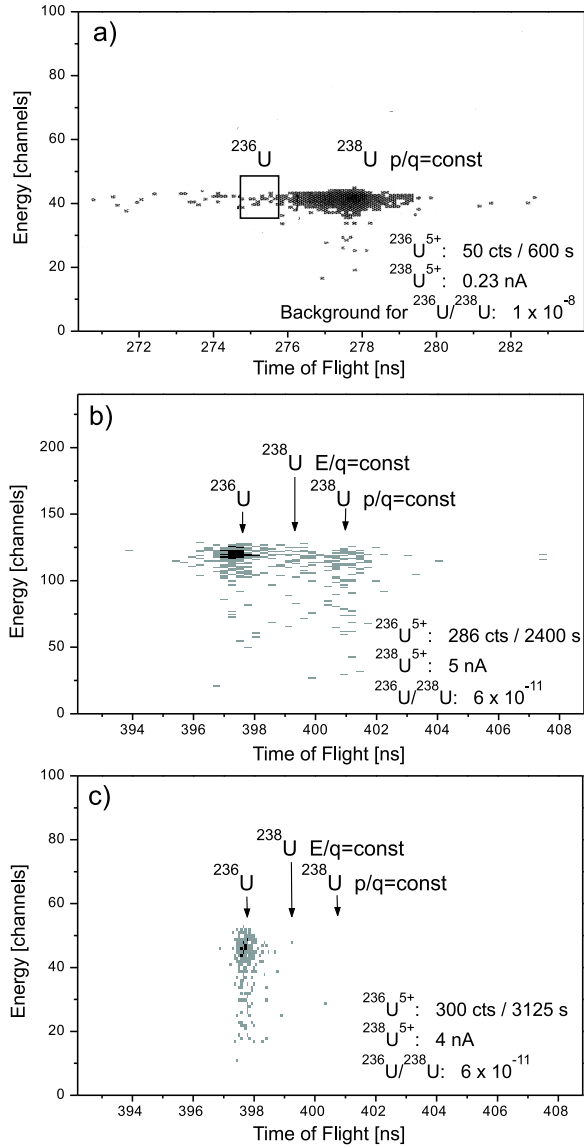 a)
Energy [channels]
100
80
60
40
20
0
²³⁶U
²³⁸U p/q=const
²³⁶U⁵⁺: 50 cts / 600 s
²³⁸U⁵⁺: 0.23 nA
Background for ²³⁶U/²³⁸U: 1 x 10⁻⁸
272 274 276 278 280 282
Time of Flight [ns]
b)
Energy [channels]
200
150
100
50
0
²³⁸U E/q=const
²³⁶U
²³⁸U p/q=const
²³⁶U⁵⁺: 286 cts / 2400 s
²³⁸U⁵⁺: 5 nA
²³⁶U/²³⁸U: 6 x 10⁻¹¹
394 396 398 400 402 404 406 408
Time of Flight [ns]
c)
Energy [channels]
100
80
60
40
20
0
²³⁸U E/q=const
²³⁶U
²³⁸U p/q=const
²³⁶U⁵⁺: 300 cts / 3125 s
²³⁸U⁵⁺: 4 nA
²³⁶U/²³⁸U: 6 x 10⁻¹¹
394 396 398 400 402 404 406 408
Time of Flight [ns]